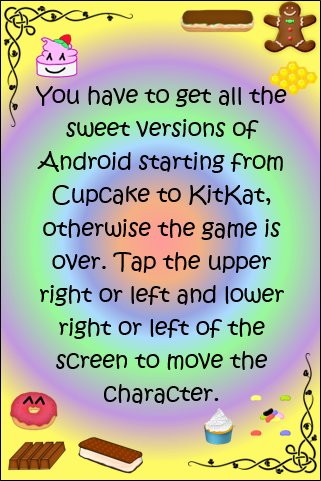 You have to get all the
sweet versions of
Android starting from
Cupcake to KitKat,
otherwise the game is
over. Tap the upper
right or left and lower
right or left of the
screen to move the
character.